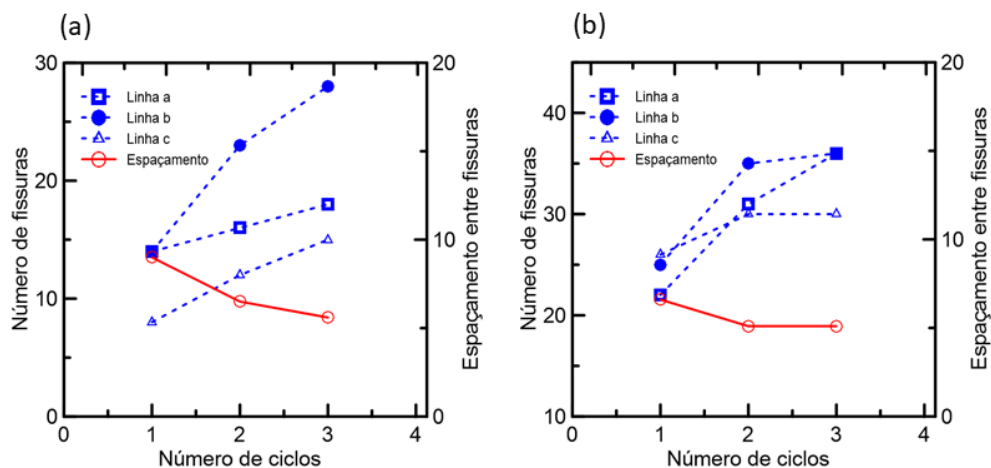 (a)
Número de fissuras
30
20
10
0
Linha a
Linha b
Linha c
Espaçamento
20
10
0
Espaçamento entre fissuras
0 1 2 3 4
Número de ciclos
(b)
Número de fissuras
40
30
20
10
Linha a
Linha b
Linha c
Espaçamento
20
10
0
Espaçamento entre fissuras
0 1 2 3 4
Número de ciclos